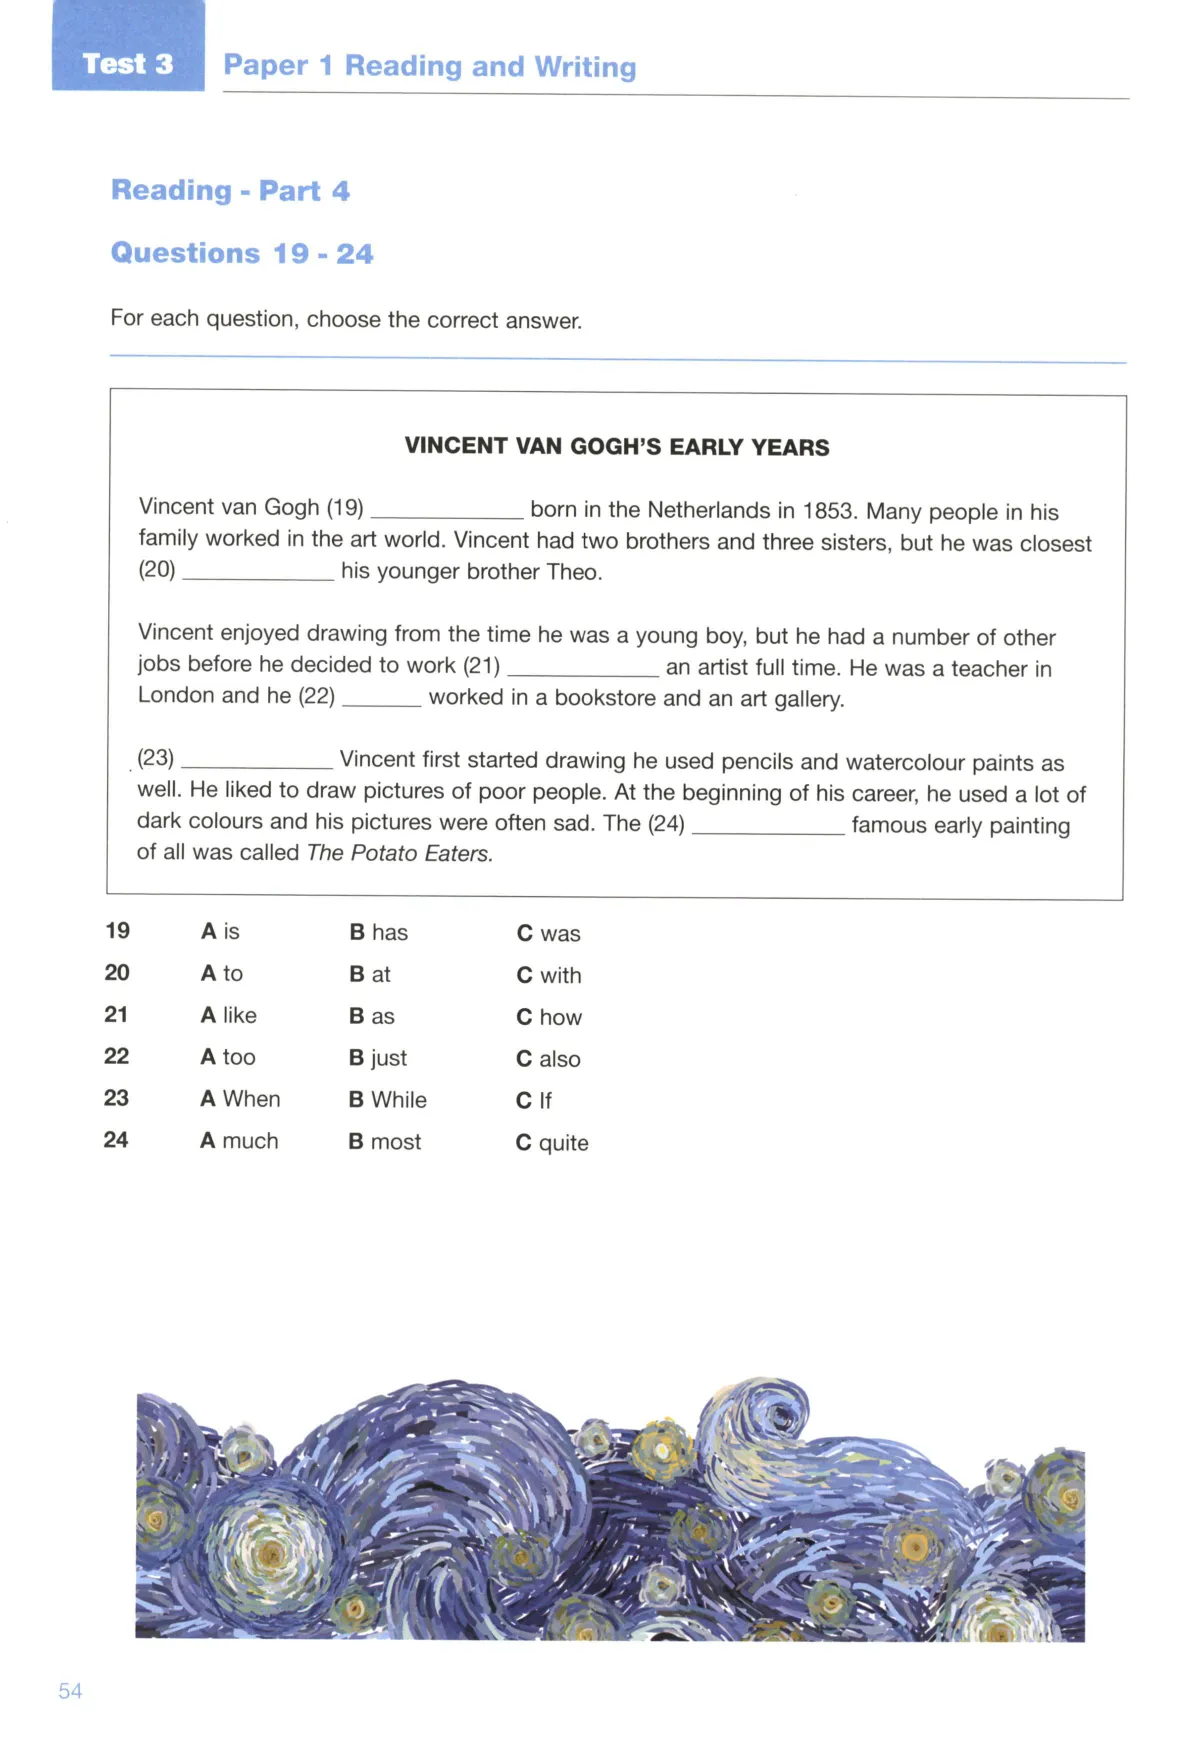 Test 3 Paper 1 Reading and Writing
Reading - Part 4
Questions 19 - 24
For each question, choose the correct answer.
VINCENT VAN GOGH'S EARLY YEARS
Vincent van Gogh (19) ____________ born in the Netherlands in 1853. Many people in his
family worked in the art world. Vincent had two brothers and three sisters, but he was closest
(20) ____________ his younger brother Theo.
Vincent enjoyed drawing from the time he was a young boy, but he had a number of other
jobs before he decided to work (21) ____________ an artist full time. He was a teacher in
London and he (22) ______ worked in a bookstore and an art gallery.
(23) ____________ Vincent first started drawing he used pencils and watercolour paints as
well. He liked to draw pictures of poor people. At the beginning of his career, he used a lot of
dark colours and his pictures were often sad. The (24) ____________ famous early painting
of all was called The Potato Eaters.
19 A is B has C was
20 A to B at C with
21 A like B as C how
22 A too B just C also
23 A When B While C If
24 A much B most C quite
54